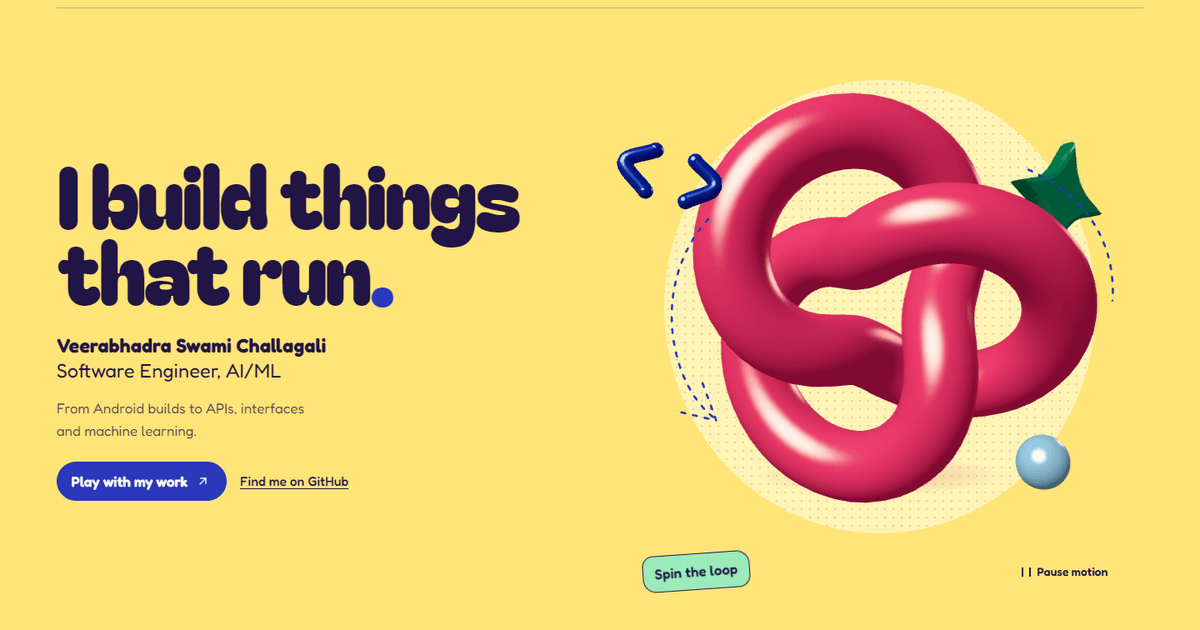 I build things
that run.
Veerabhadra Swami Challagali
Software Engineer, AI/ML
From Android builds to APIs, interfaces
and machine learning.
Play with my work ↗
Find me on GitHub
Spin the loop
Pause motion